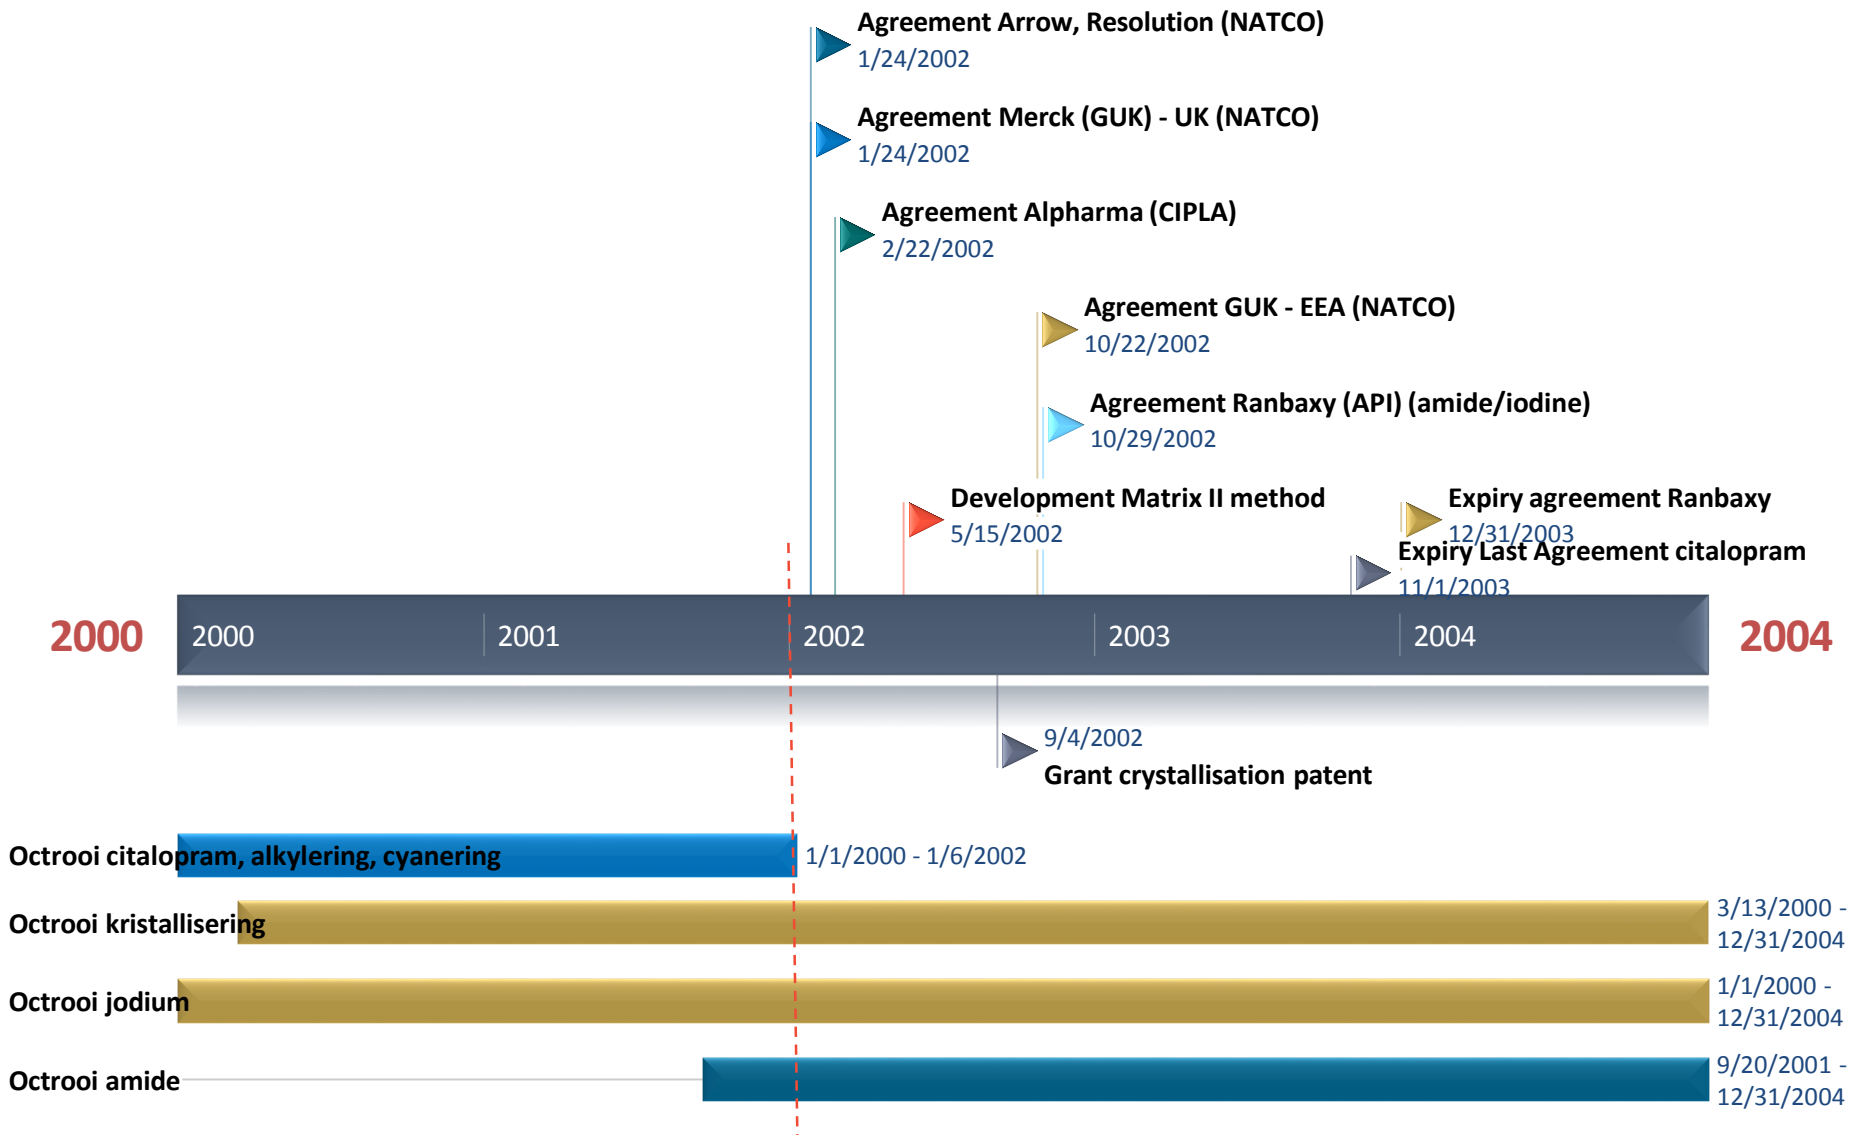 Agreement Arrow, Resolution (NATCO)
1/24/2002
Agreement Merck (GUK) - UK (NATCO)
1/24/2002
Agreement Alpharma (CIPLA)
2/22/2002
Agreement GUK - EEA (NATCO)
10/22/2002
Agreement Ranbaxy (API) (amide/iodine)
10/29/2002
Development Matrix II method
5/15/2002
Expiry agreement Ranbaxy
12/31/2003
Expiry Last Agreement citalopram
11/1/2003
2000
2000
2001
2002
2003
2004
2004
9/4/2002
Grant crystallisation patent
Octrooi citalopram, alkylering, cyanering
1/1/2000 - 1/6/2002
Octrooi kristallisering
3/13/2000 -
12/31/2004
Octrooi jodium
1/1/2000 -
12/31/2004
Octrooi amide
9/20/2001 -
12/31/2004